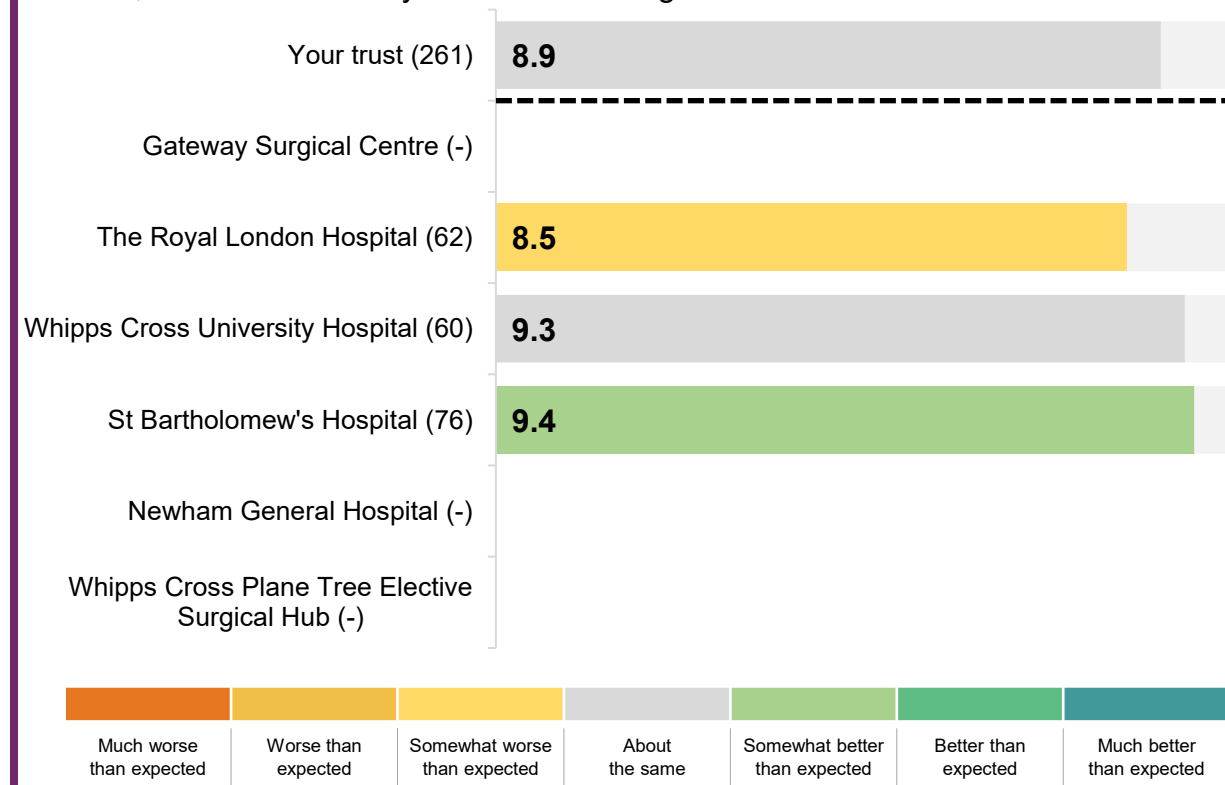 Your trust (261) 8.9
Gateway Surgical Centre (-)
The Royal London Hospital (62) 8.5
Whipps Cross University Hospital (60) 9.3
St Bartholomew's Hospital (76) 9.4
Newham General Hospital (-)
Whipps Cross Plane Tree Elective
Surgical Hub (-)
Much worse than expected
Worse than expected
Somewhat worse than expected
About the same
Somewhat better than expected
Better than expected
Much better than expected